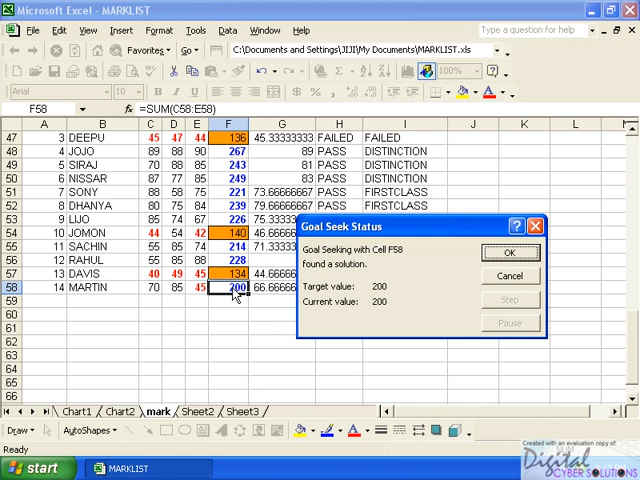 Microsoft Excel - MARKLIST
File Edit View Insert Format Tools Data Window Help Type a question for help
Favorites Go C:\Documents and Settings\JIJI\My Documents\MARKLIST.xls
100%
Arial 10 B I U
F58 =SUM(C58:E58)
A B C D E F G H I J K L
47 3 DEEPU 45 47 44 136 45.33333333 FAILED FAILED
48 4 JOJO 89 88 90 267 89 PASS DISTINCTION
49 5 SIRAJ 88 75 80 243 81 PASS DISTINCTION
50 6 NISSAR 87 77 85 249 83 PASS DISTINCTION
51 7 SONY 88 75 58 221 73.66666667 PASS FIRSTCLASS
52 8 DHANYA 80 75 84 239 79.66666667 PASS DISTINCTION
53 9 LIJO 84 75 67 226 75.33333
54 10 JOMON 44 54 42 140 46.66666
55 11 SACHIN 55 85 74 214 71.33333
56 12 RAHUL 55 85 88 228
57 13 DAVIS 40 49 45 134 44.66666
58 14 MARTIN 70 85 45 200 66.66666
59
60
61
62
63
64
65
66
Goal Seek Status
Goal Seeking with Cell F58
found a solution.
Target value: 200
Current value: 200
OK
Cancel
Step
Pause
Chart1 Chart2 mark Sheet2 Sheet3
Draw AutoShapes
Ready
start MARKLIST
Created with an evaluation copy of
Digital
CYBER SOLUTIONS